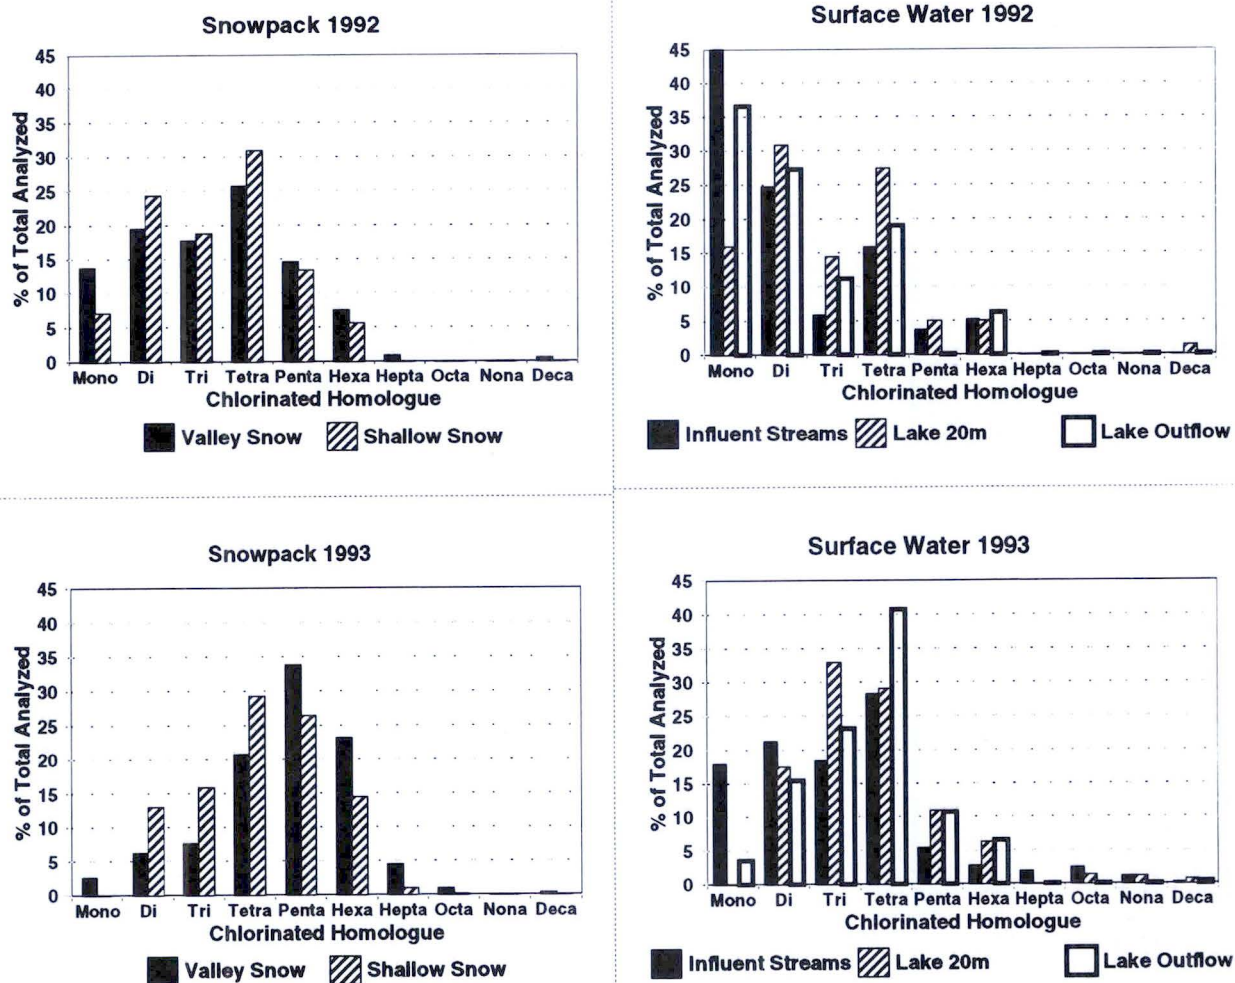 Snowpack 1992
% of Total Analyzed
45
40
35
30
25
20
15
10
5
0
Mono Di Tri Tetra Penta Hexa Hepta Octa Nona Deca
Chlorinated Homologue
Valley Snow Shallow Snow
Surface Water 1992
% of Total Analyzed
45
40
35
30
25
20
15
10
5
0
Mono Di Tri Tetra Penta Hexa Hepta Octa Nona Deca
Chlorinated Homologue
Influent Streams Lake 20m Lake Outflow
Snowpack 1993
% of Total Analyzed
45
40
35
30
25
20
15
10
5
0
Mono Di Tri Tetra Penta Hexa Hepta Octa Nona Deca
Chlorinated Homologue
Valley Snow Shallow Snow
Surface Water 1993
% of Total Analyzed
45
40
35
30
25
20
15
10
5
0
Mono Di Tri Tetra Penta Hexa Hepta Octa Nona Deca
Chlorinated Homologue
Influent Streams Lake 20m Lake Outflow